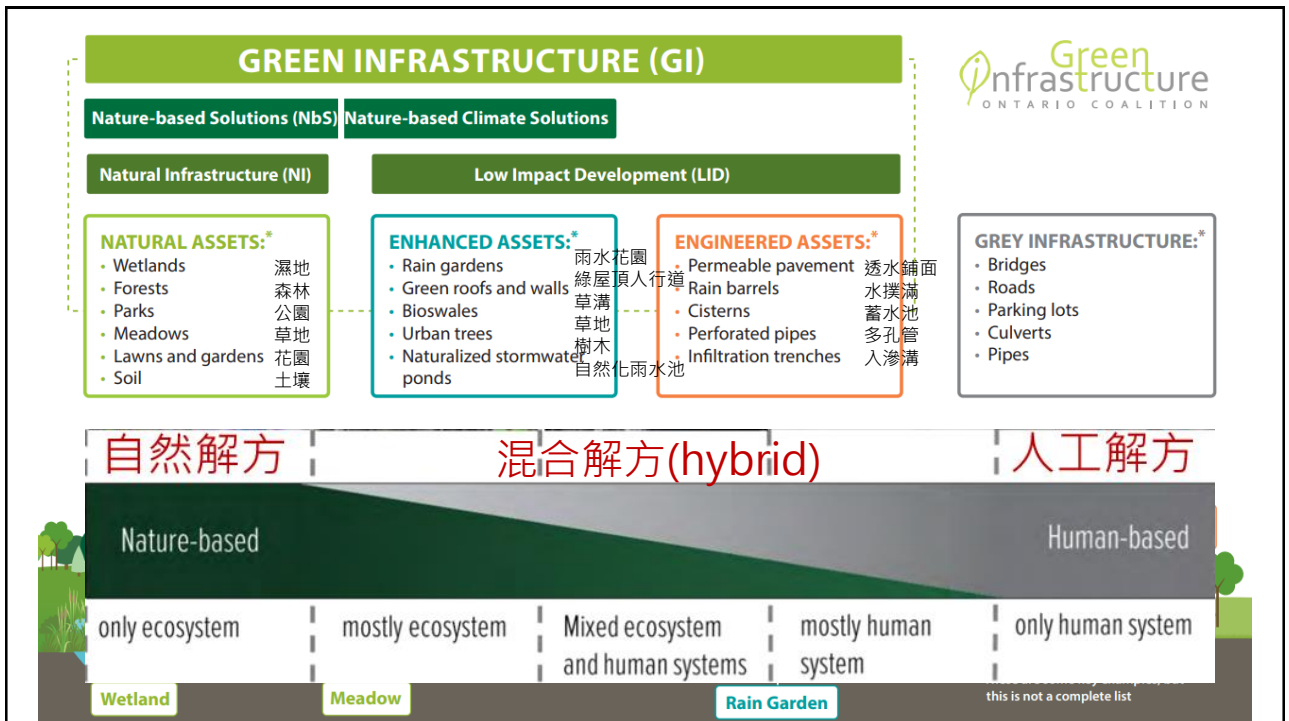 GREEN INFRASTRUCTURE (GI)
Green
Infrastructure
ONTARIO COALITION
Nature-based Solutions (NbS)
Nature-based Climate Solutions
Natural Infrastructure (NI)
Low Impact Development (LID)
NATURAL ASSETS:*
• Wetlands 濕地
• Forests 森林
• Parks 公園
• Meadows 草地
• Lawns and gardens 花園
• Soil 土壤
ENHANCED ASSETS:*
• Rain gardens
• Green roofs and walls
• Bioswales
• Urban trees
• Naturalized stormwater
ponds
雨水花園
綠屋頂人行道
草溝
草地
樹木
自然化雨水池
ENGINEERED ASSETS:*
• Permeable pavement 透水鋪面
• Rain barrels 水撲滿
• Cisterns 蓄水池
• Perforated pipes 多孔管
• Infiltration trenches 入滲溝
GREY INFRASTRUCTURE:*
• Bridges
• Roads
• Parking lots
• Culverts
• Pipes
自然解方
混合解方(hybrid)
人工解方
Nature-based
Human-based
only ecosystem
mostly ecosystem
Mixed ecosystem
and human systems
mostly human
system
only human system
Wetland
Meadow
Rain Garden
this is not a complete list